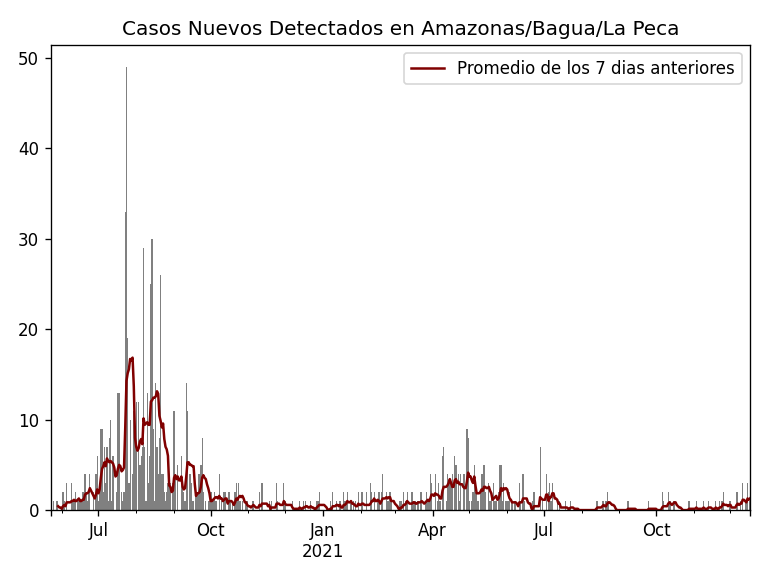 Casos Nuevos Detectados en Amazonas/Bagua/La Peca
Promedio de los 7 dias anteriores
50
40
30
20
10
0
Jul Oct Jan Apr Jul Oct
2021